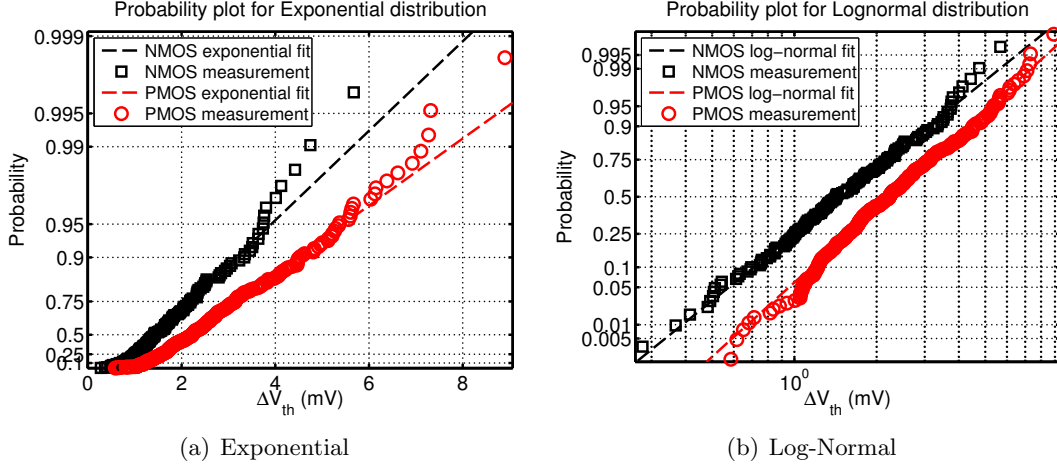 Probability plot for Exponential distribution
0.999
0.995
0.99
0.95
0.9
0.75
0.5
0.25
0.1
Probability
NMOS exponential fit
NMOS measurement
PMOS exponential fit
PMOS measurement
0 2 4 6 8
ΔV_th (mV)
(a) Exponential
Probability plot for Lognormal distribution
0.995
0.99
0.95
0.9
0.75
0.5
0.25
0.1
0.05
0.01
0.005
Probability
NMOS log-normal fit
NMOS measurement
PMOS log-normal fit
PMOS measurement
10^0
ΔV_th (mV)
(b) Log-Normal